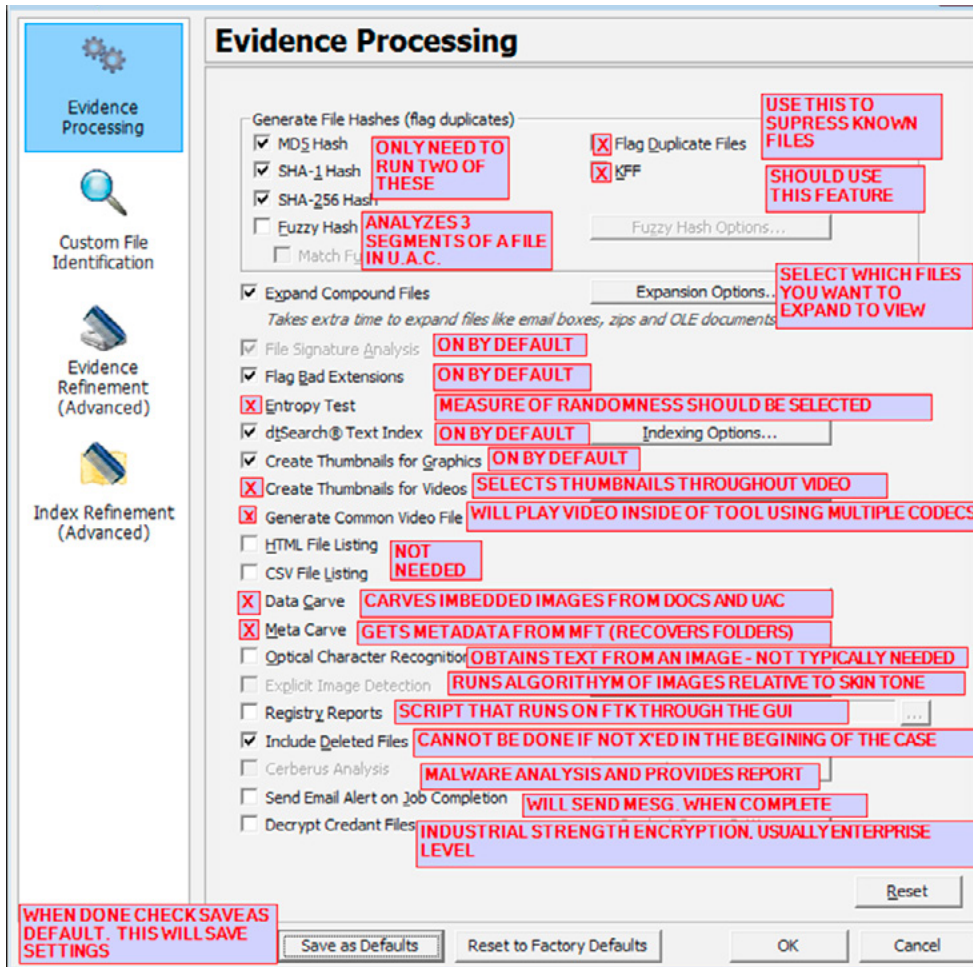 Evidence Processing
Evidence
Processing
Custom File
Identification
Evidence
Refinement
(Advanced)
Index Refinement
(Advanced)
Generate File Hashes (flag duplicates)
MD5 Hash
SHA-1 Hash
SHA-256 Hash
ONLY NEED TO
RUN TWO OF
THESE
X Flag Duplicate Files
X KFF
USE THIS TO
SUPRESS KNOWN
FILES
SHOULD USE
THIS FEATURE
Fuzzy Hash
Match
ANALYZES 3
SEGMENTS OF A FILE
IN U.A.C.
Fuzzy Hash Options...
Expand Compound Files
Expansion Options..
SELECT WHICH FILES
YOU WANT TO
EXPAND TO VIEW
Takes extra time to expand files like email boxes, zips and OLE documents
File Signature Analysis ON BY DEFAULT
Flag Bad Extensions ON BY DEFAULT
X Entropy Test MEASURE OF RANDOMNESS SHOULD BE SELECTED
dtSearch® Text Index ON BY DEFAULT Indexing Options...
Create Thumbnails for Graphics ON BY DEFAULT
X Create Thumbnails for Videos SELECTS THUMBNAILS THROUGHOUT VIDEO
X Generate Common Video File WILL PLAY VIDEO INSIDE OF TOOL USING MULTIPLE CODECS
HTML File Listing
CSV File Listing
NOT
NEEDED
X Data Carve CARVES IMBEDDED IMAGES FROM DOCS AND UAC
X Meta Carve GETS METADATA FROM MFT (RECOVERS FOLDERS)
Optical Character Recognition OBTAINS TEXT FROM AN IMAGE - NOT TYPICALLY NEEDED
Explicit Image Detection RUNS ALGORITHYM OF IMAGES RELATIVE TO SKIN TONE
Registry Reports SCRIPT THAT RUNS ON FTK THROUGH THE GUI ...
Include Deleted Files CANNOT BE DONE IF NOT X'ED IN THE BEGINING OF THE CASE
Cerberus Analysis MALWARE ANALYSIS AND PROVIDES REPORT
Send Email Alert on Job Completion WILL SEND MESG. WHEN COMPLETE
Decrypt Credant Files INDUSTRIAL STRENGTH ENCRYPTION, USUALLY ENTERPRISE
LEVEL
Reset
WHEN DONE CHECK SAVE AS
DEFAULT. THIS WILL SAVE
SETTINGS
Save as Defaults
Reset to Factory Defaults
OK
Cancel